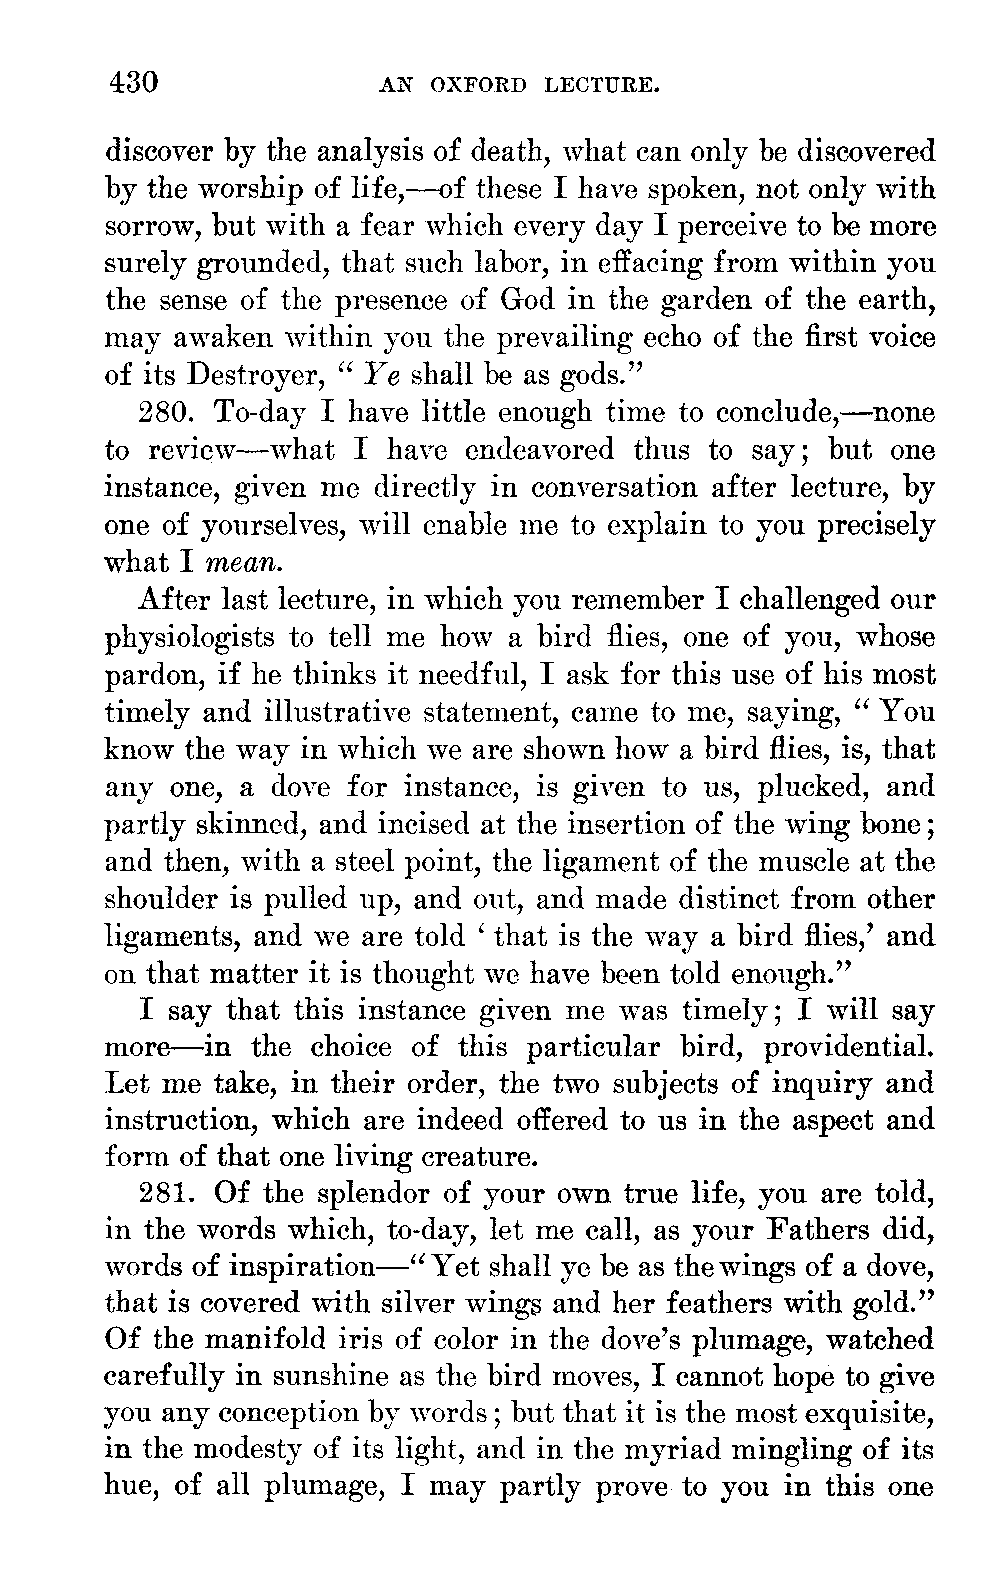 430 AN OXFORD LECTURE.
discover by the analysis of death, what can only be discovered
by the worship of life,—of these I have spoken, not only with
sorrow, but with a fear which every day I perceive to be more
surely grounded, that such labor, in effacing from within you
the sense of the presence of God in the garden of the earth,
may awaken within you the prevailing echo of the first voice
of its Destroyer, “ Ye shall be as gods.”
280. To-day I have little enough time to conclude,—none
to review—what I have endeavored thus to say; but one
instance, given me directly in conversation after lecture, by
one of yourselves, will enable me to explain to you precisely
what I mean.
After last lecture, in which you remember I challenged our
physiologists to tell me how a bird flies, one of you, whose
pardon, if he thinks it needful, I ask for this use of his most
timely and illustrative statement, came to me, saying, “ You
know the way in which we are shown how a bird flies, is, that
any one, a dove for instance, is given to us, plucked, and
partly skinned, and incised at the insertion of the wing bone;
and then, with a steel point, the ligament of the muscle at the
shoulder is pulled up, and out, and made distinct from other
ligaments, and we are told ‘ that is the way a bird flies,’ and
on that matter it is thought we have been told enough.”
I say that this instance given me was timely; I will say
more—in the choice of this particular bird, providential.
Let me take, in their order, the two subjects of inquiry and
instruction, which are indeed offered to us in the aspect and
form of that one living creature.
281. Of the splendor of your own true life, you are told,
in the words which, to-day, let me call, as your Fathers did,
words of inspiration—“ Yet shall ye be as the wings of a dove,
that is covered with silver wings and her feathers with gold.”
Of the manifold iris of color in the dove’s plumage, watched
carefully in sunshine as the bird moves, I cannot hope to give
you any conception by words; but that it is the most exquisite,
in the modesty of its light, and in the myriad mingling of its
hue, of all plumage, I may partly prove to you in this one